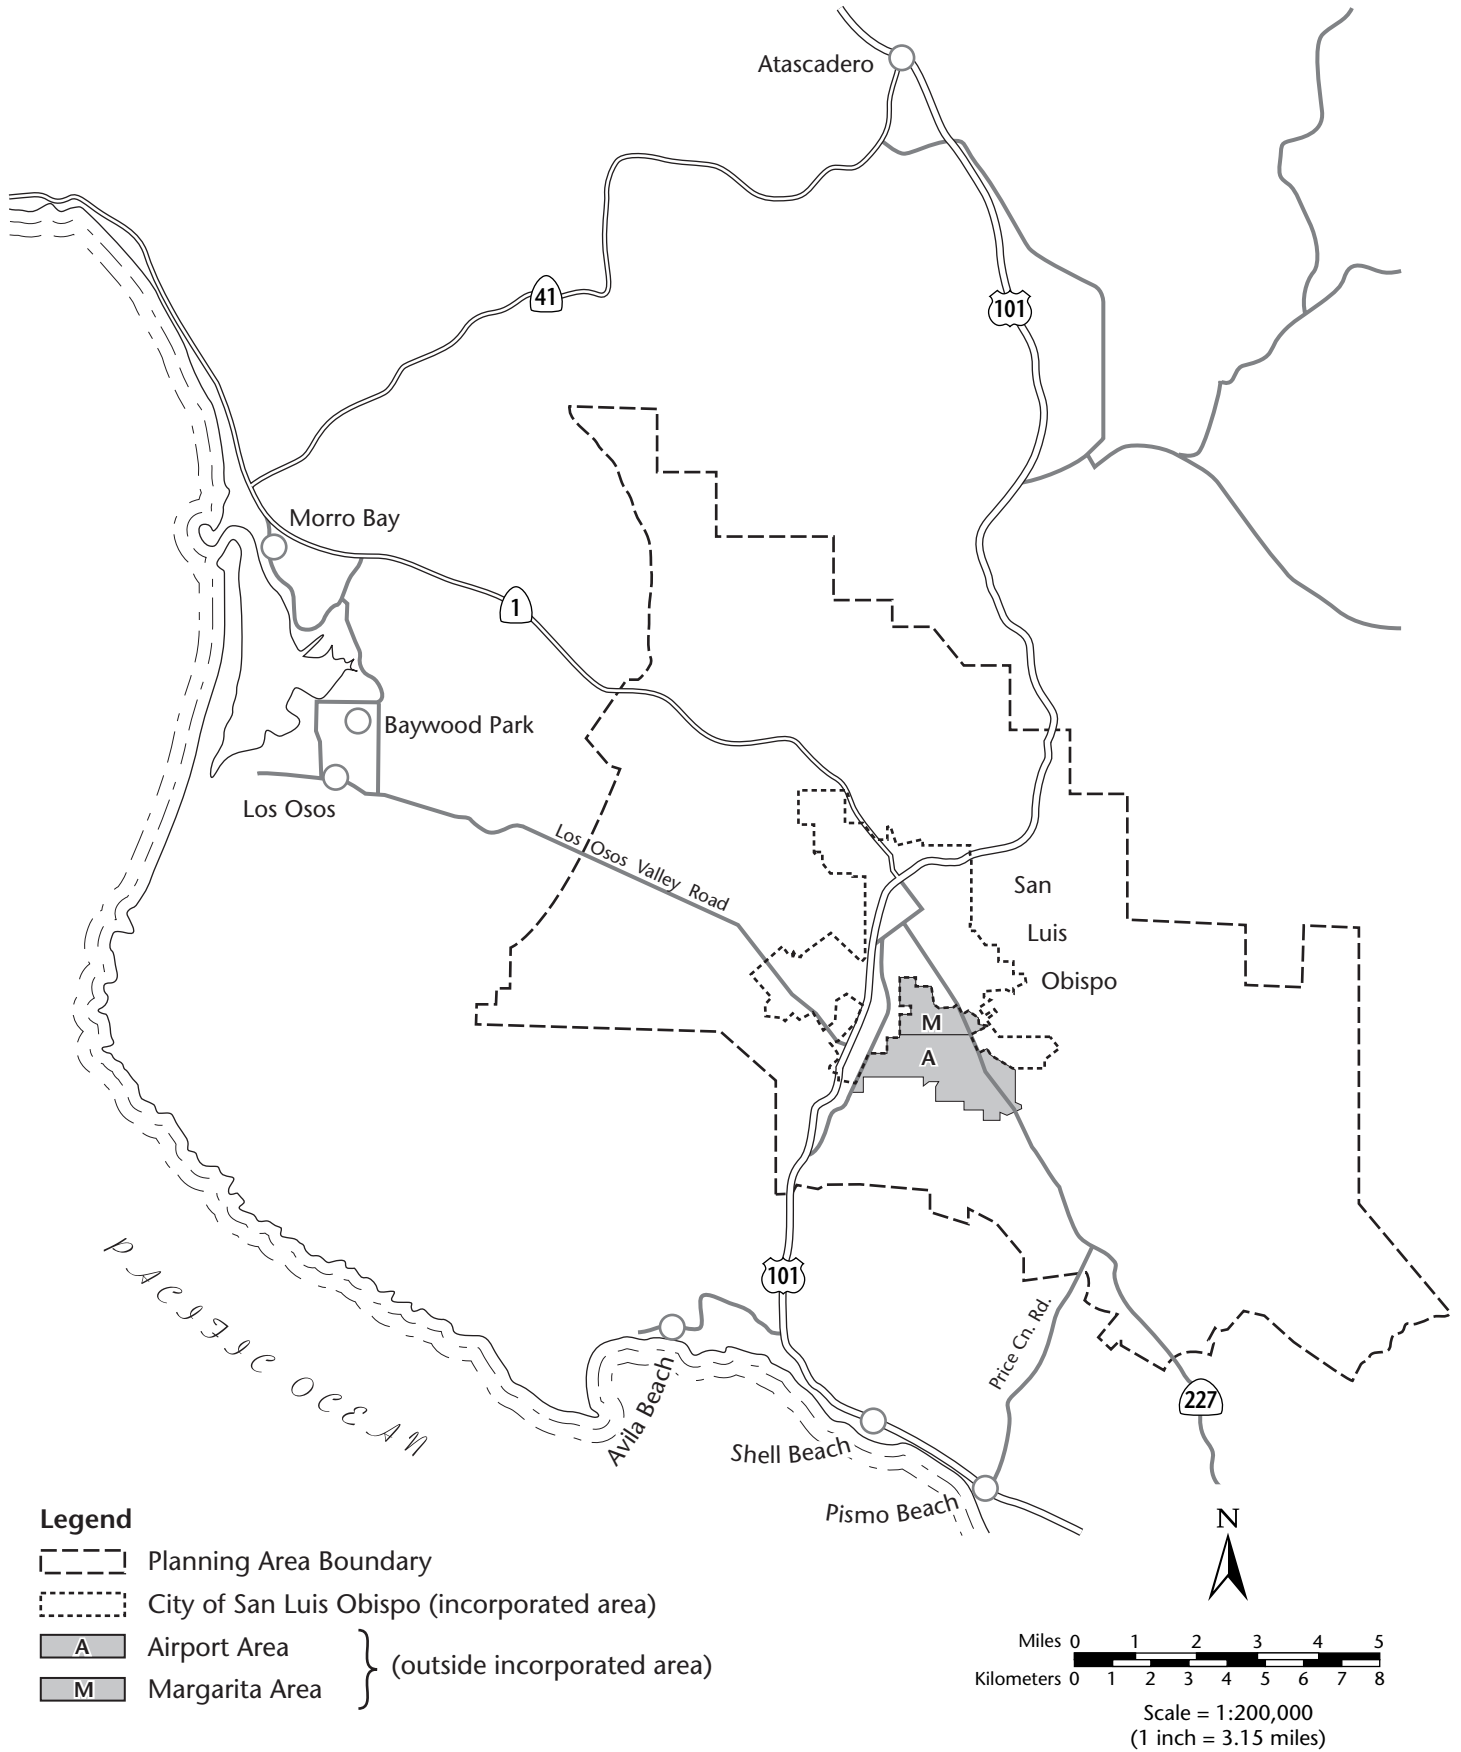 Atascadero
41
101
Morro Bay
1
Baywood Park
Los Osos
Los Osos Valley Road
San
Luis
Obispo
M
A
PACIFIC OCEAN
101
Price Cn. Rd.
Avila Beach
227
Shell Beach
Pismo Beach
Legend
Planning Area Boundary
City of San Luis Obispo (incorporated area)
A Airport Area
(outside incorporated area)
M Margarita Area
N
Miles 0 1 2 3 4 5
Kilometers 0 1 2 3 4 5 6 7 8
Scale = 1:200,000
(1 inch = 3.15 miles)